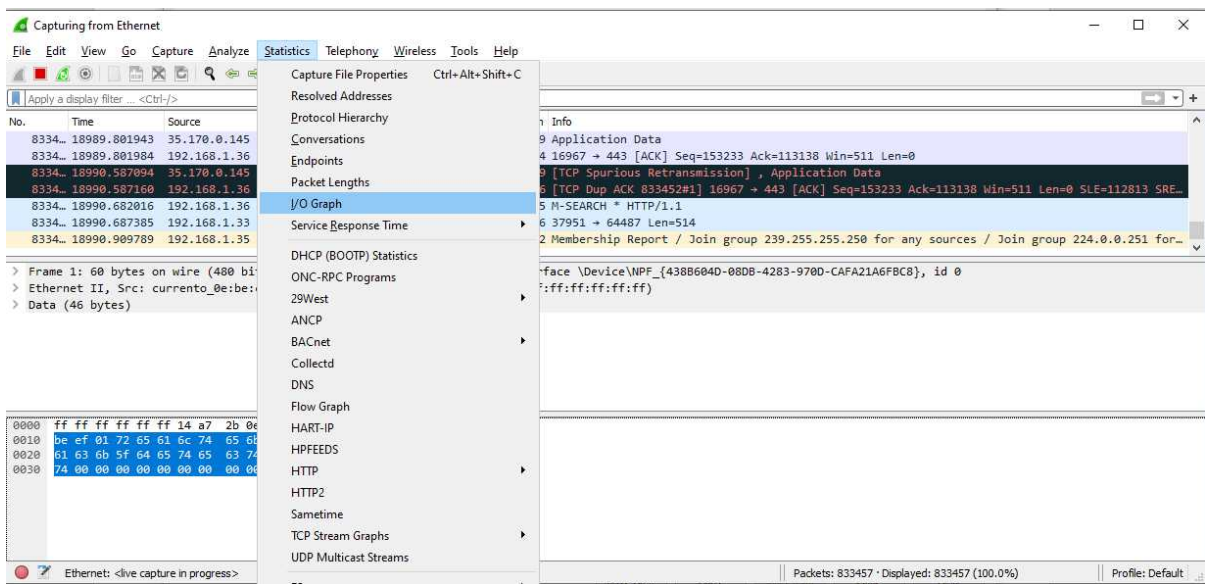 Capturing from Ethernet
File Edit View Go Capture Analyze Statistics Telephony Wireless Tools Help
Apply a display filter ... <Ctrl-/>
No. Time Source Info
8334… 18989.801943 35.170.0.145 9 Application Data
8334… 18989.801984 192.168.1.36 4 16967 → 443 [ACK] Seq=153233 Ack=113138 Win=511 Len=0
8334… 18990.587094 35.170.0.145 9 [TCP Spurious Retransmission] , Application Data
8334… 18990.587160 192.168.1.36 6 [TCP Dup ACK 833452#1] 16967 → 443 [ACK] Seq=153233 Ack=113138 Win=511 Len=0 SLE=112813 SRE…
8334… 18990.682016 192.168.1.36 5 M-SEARCH * HTTP/1.1
8334… 18990.687385 192.168.1.33 6 37951 → 64487 Len=514
8334… 18990.909789 192.168.1.35 2 Membership Report / Join group 239.255.255.250 for any sources / Join group 224.0.0.251 for…
Capture File Properties Ctrl+Alt+Shift+C
Resolved Addresses
Protocol Hierarchy
Conversations
Endpoints
Packet Lengths
I/O Graph
Service Response Time
DHCP (BOOTP) Statistics
ONC-RPC Programs
29West
ANCP
BACnet
Collectd
DNS
Flow Graph
HART-IP
HPFEEDS
HTTP
HTTP2
Sametime
TCP Stream Graphs
UDP Multicast Streams
> Frame 1: 60 bytes on wire (480 bi rface \Device\NPF_{438B604D-08DB-4283-970D-CAFA21A6FBC8}, id 0
> Ethernet II, Src: currento_0e:be: f:ff:ff:ff:ff:ff)
> Data (46 bytes)
0000 ff ff ff ff ff ff 14 a7 2b 0e
0010 be ef 01 72 65 61 6c 74 65 6b
0020 61 63 6b 5f 64 65 74 65 63 74
0030 74 00 00 00 00 00 00 00 00 00
Ethernet: <live capture in progress> Packets: 833457 · Displayed: 833457 (100.0%) Profile: Default